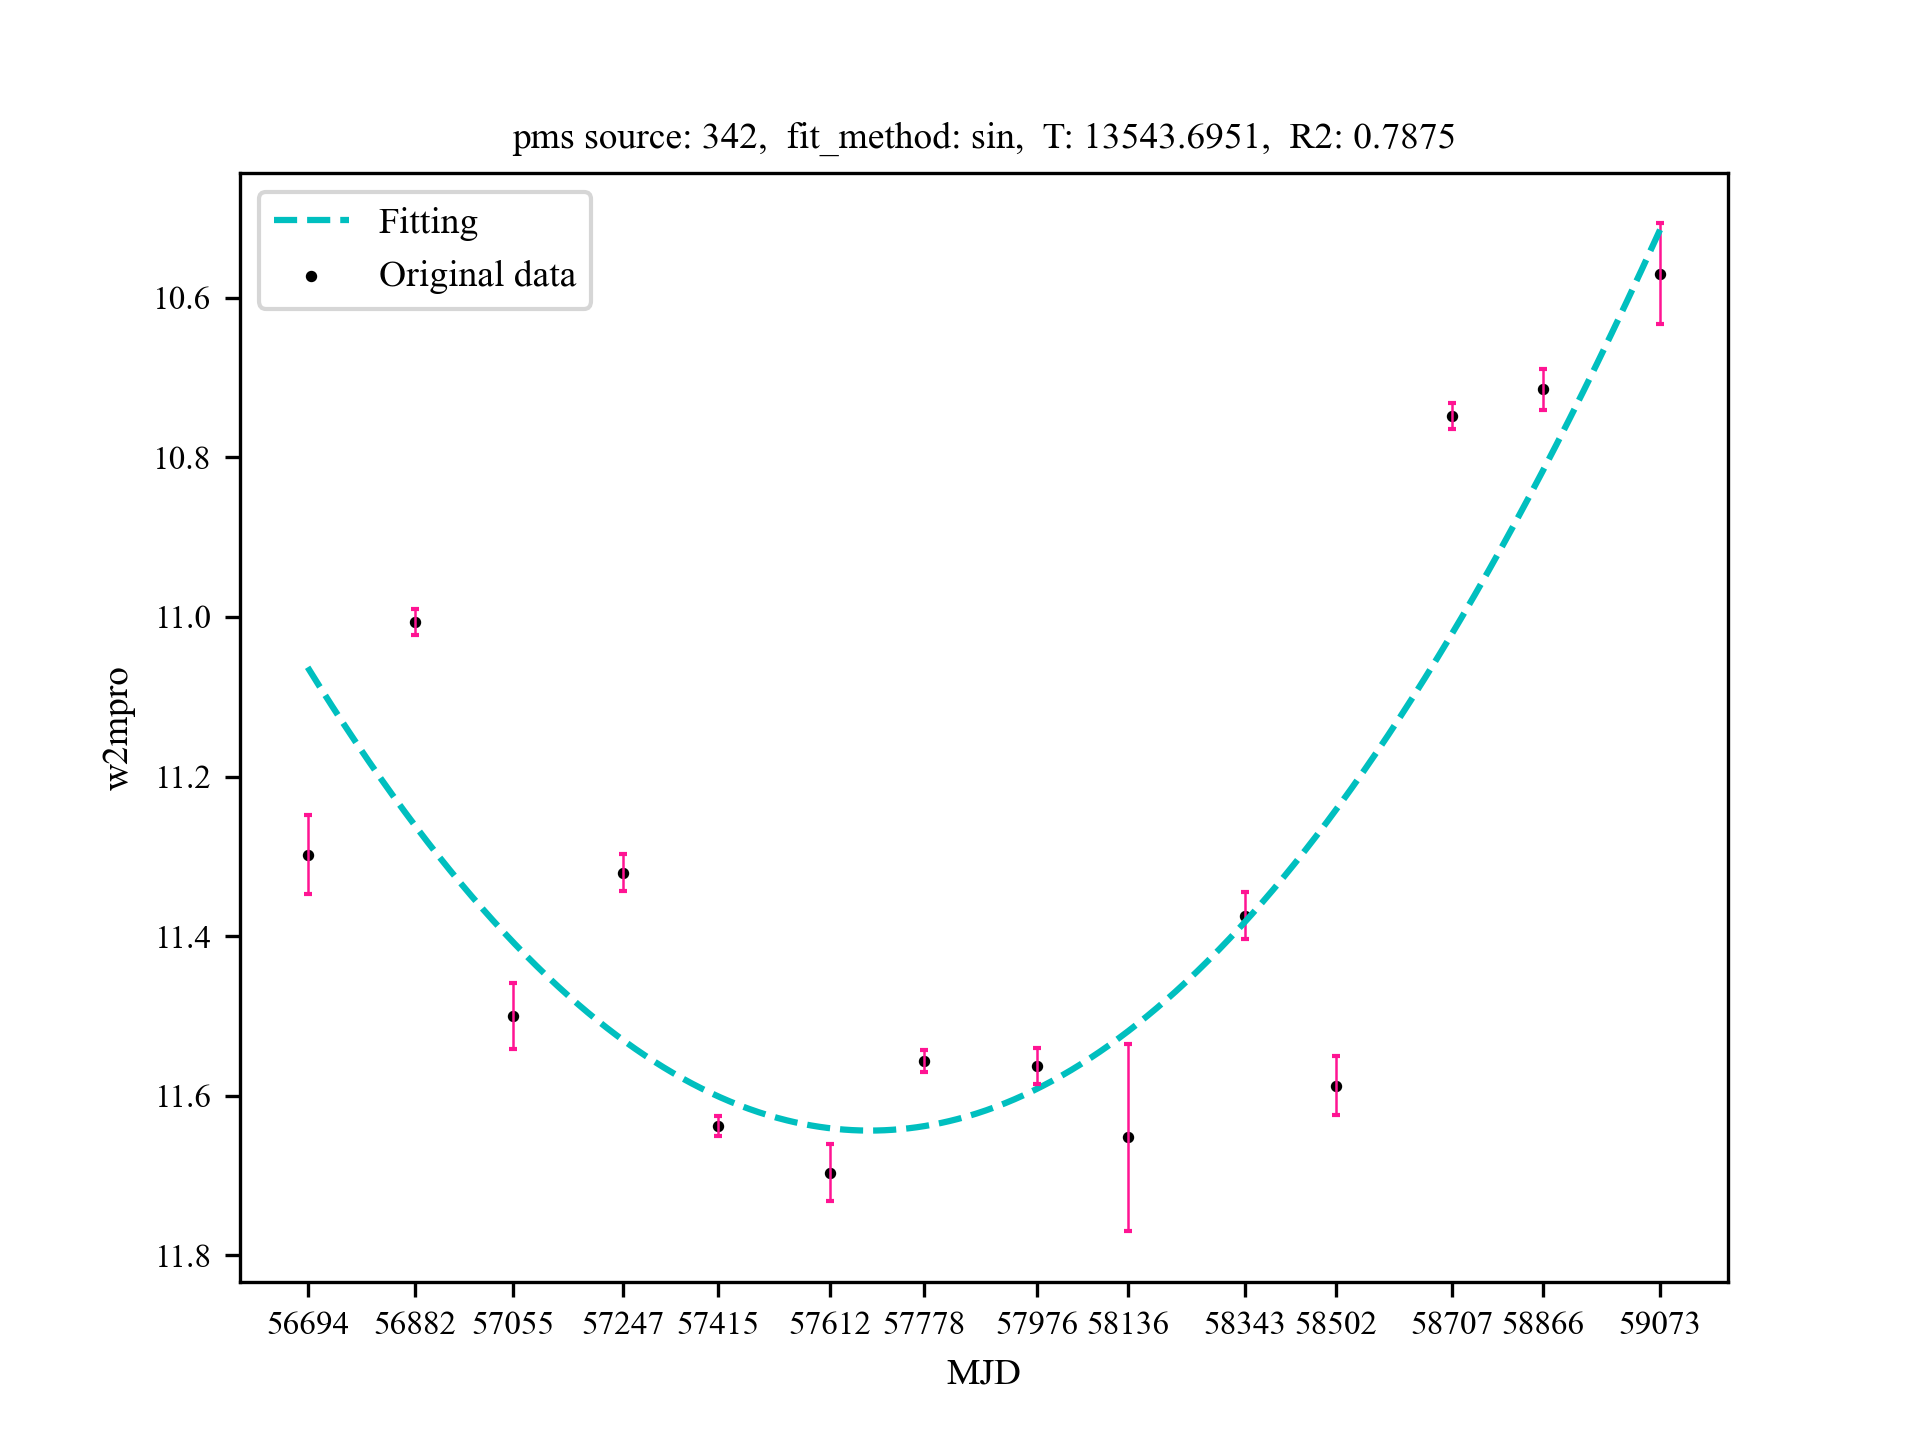 pms source: 342,  fit_method: sin,  T: 13543.6951,  R2: 0.7875
Fitting
Original data
10.6
10.8
11.0
11.2
11.4
11.6
11.8
w2mpro
56694 56882 57055 57247 57415 57612 57778 57976 58136 58343 58502 58707 58866 59073
MJD